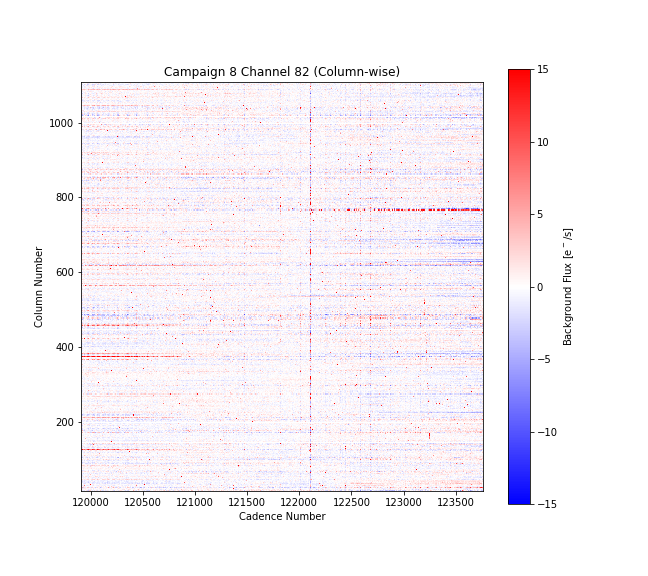 Campaign 8 Channel 82 (Column-wise)
1000
800
600
400
200
Column Number
120000 120500 121000 121500 122000 122500 123000 123500
Cadence Number
15
10
5
0
−5
−10
−15
Background Flux [e⁻/s]